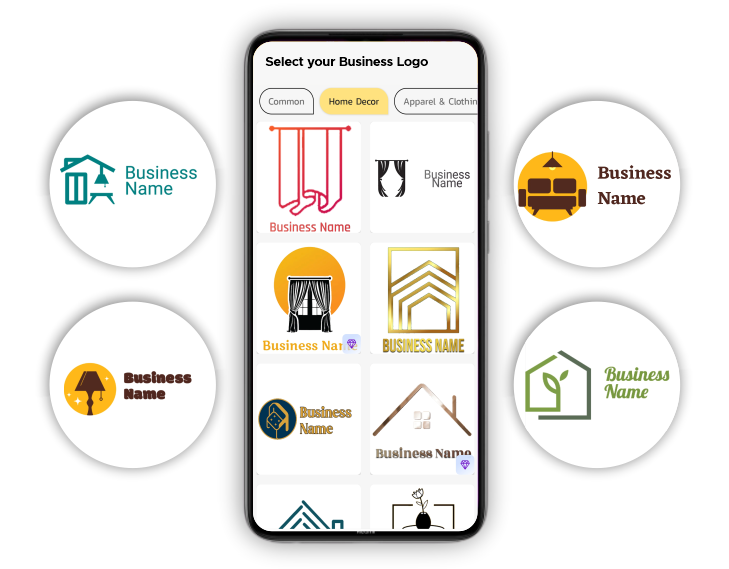 Select your Business Logo
Common
Home Decor
Apparel & Clothin
Business
Name
Business Name
Business
Name
Business
Name
Business Nam
BUSINESS NAME
Business
Name
Business
Name
Business Name
Business
Name